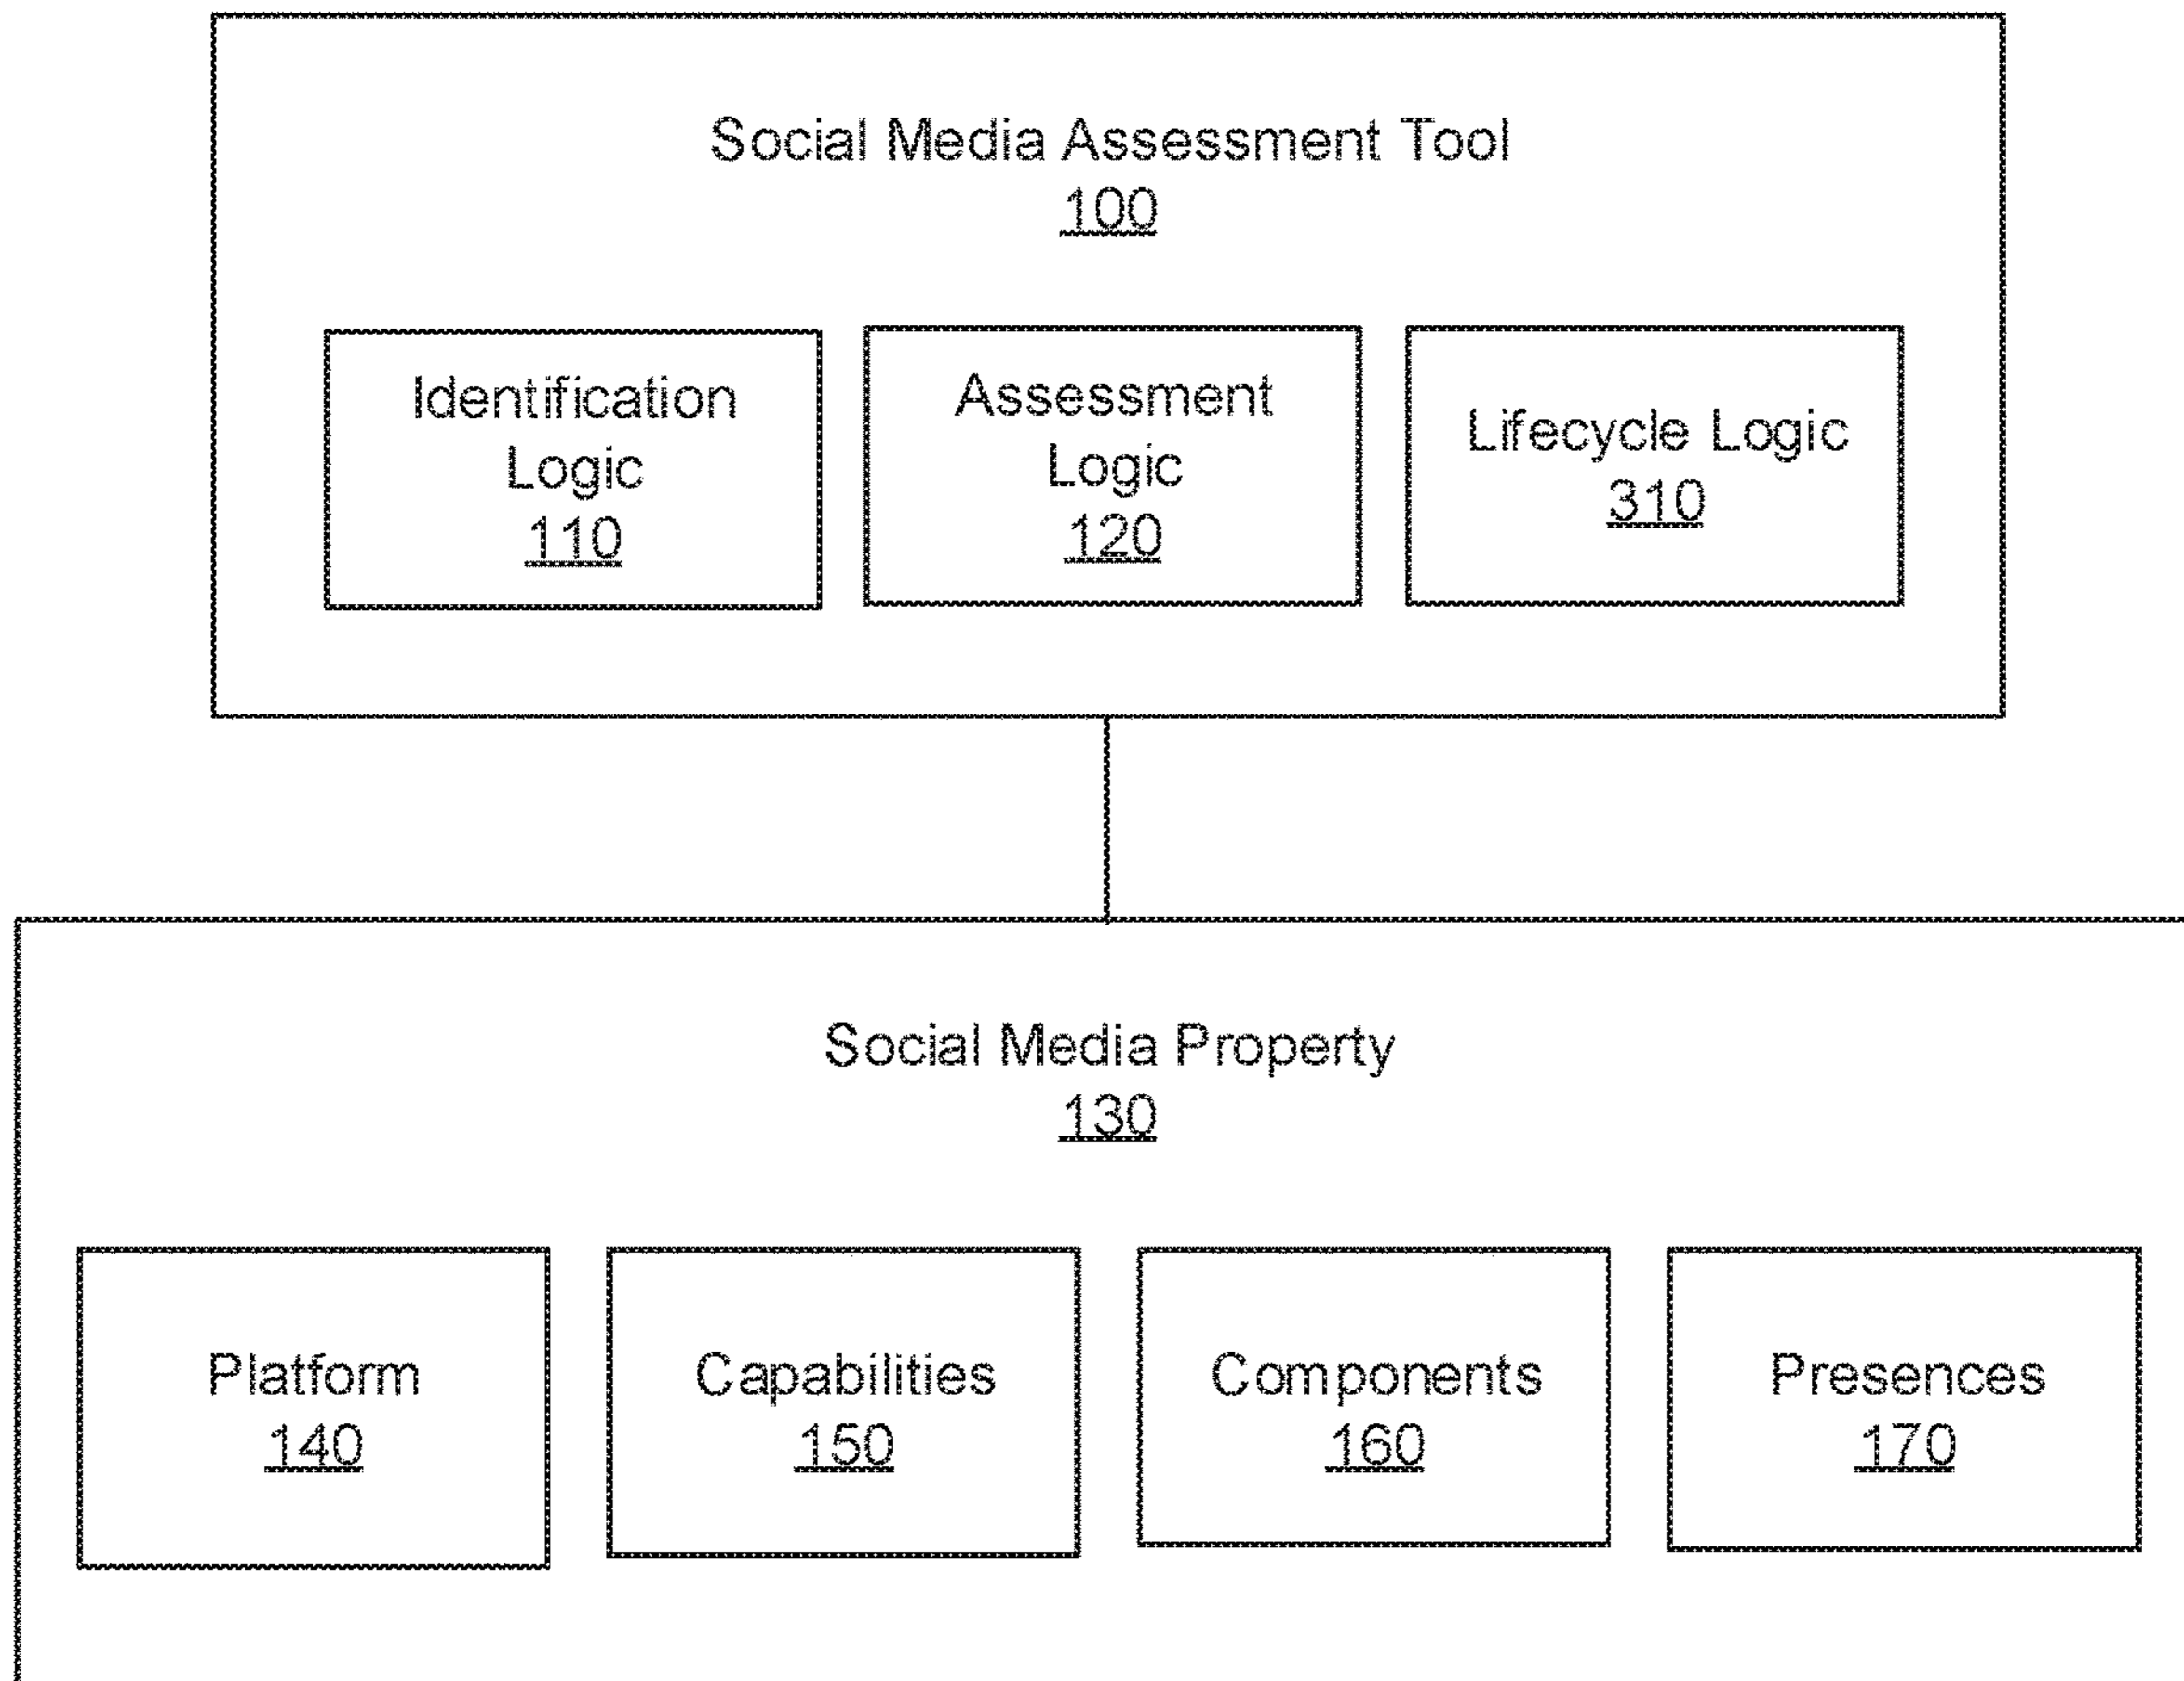 Social Media Assessment Tool
100
Identification
Logic
110
Assessment
Logic
120
Lifecycle Logic
310
Social Media Property
130
Platform
140
Capabilities
150
Components
160
Presences
170